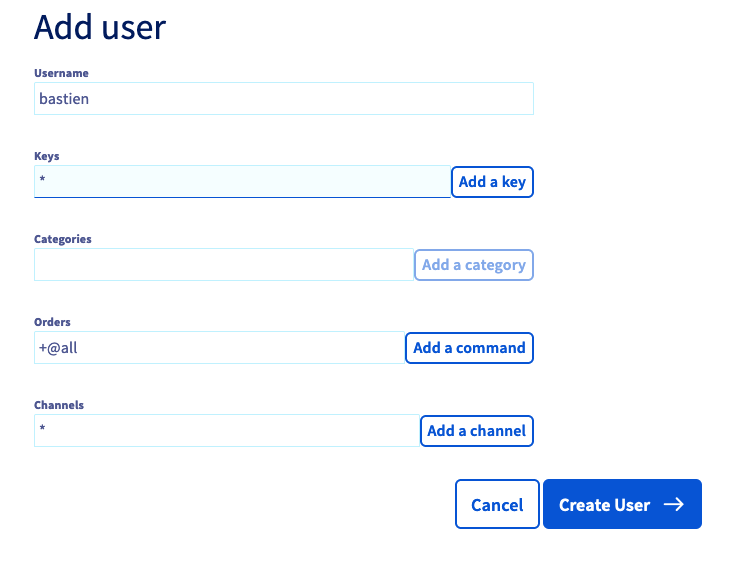 Add user
Username
bastien
Keys
*
Add a key
Categories
Add a category
Orders
+@all
Add a command
Channels
*
Add a channel
Cancel
Create User →